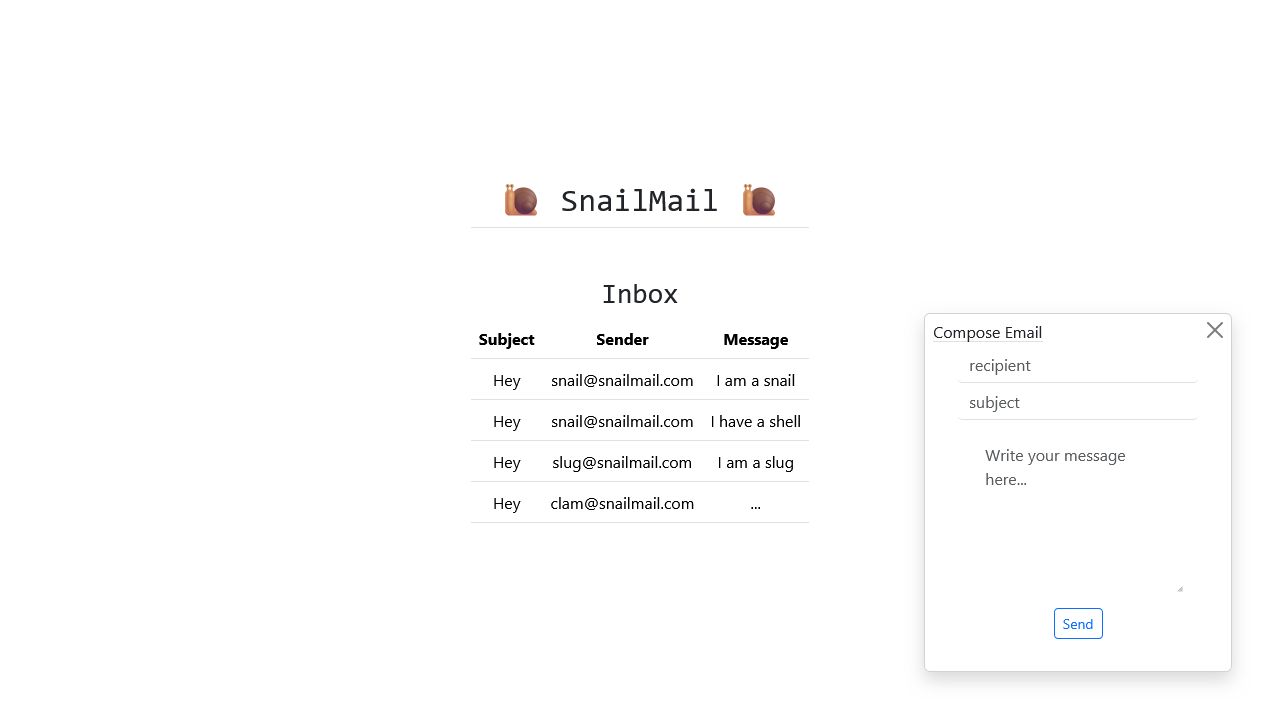 SnailMail
Inbox
Subject Sender Message
Hey snail@snailmail.com I am a snail
Hey snail@snailmail.com I have a shell
Hey slug@snailmail.com I am a slug
Hey clam@snailmail.com ...
Compose Email
recipient
subject
Write your message
here...
Send